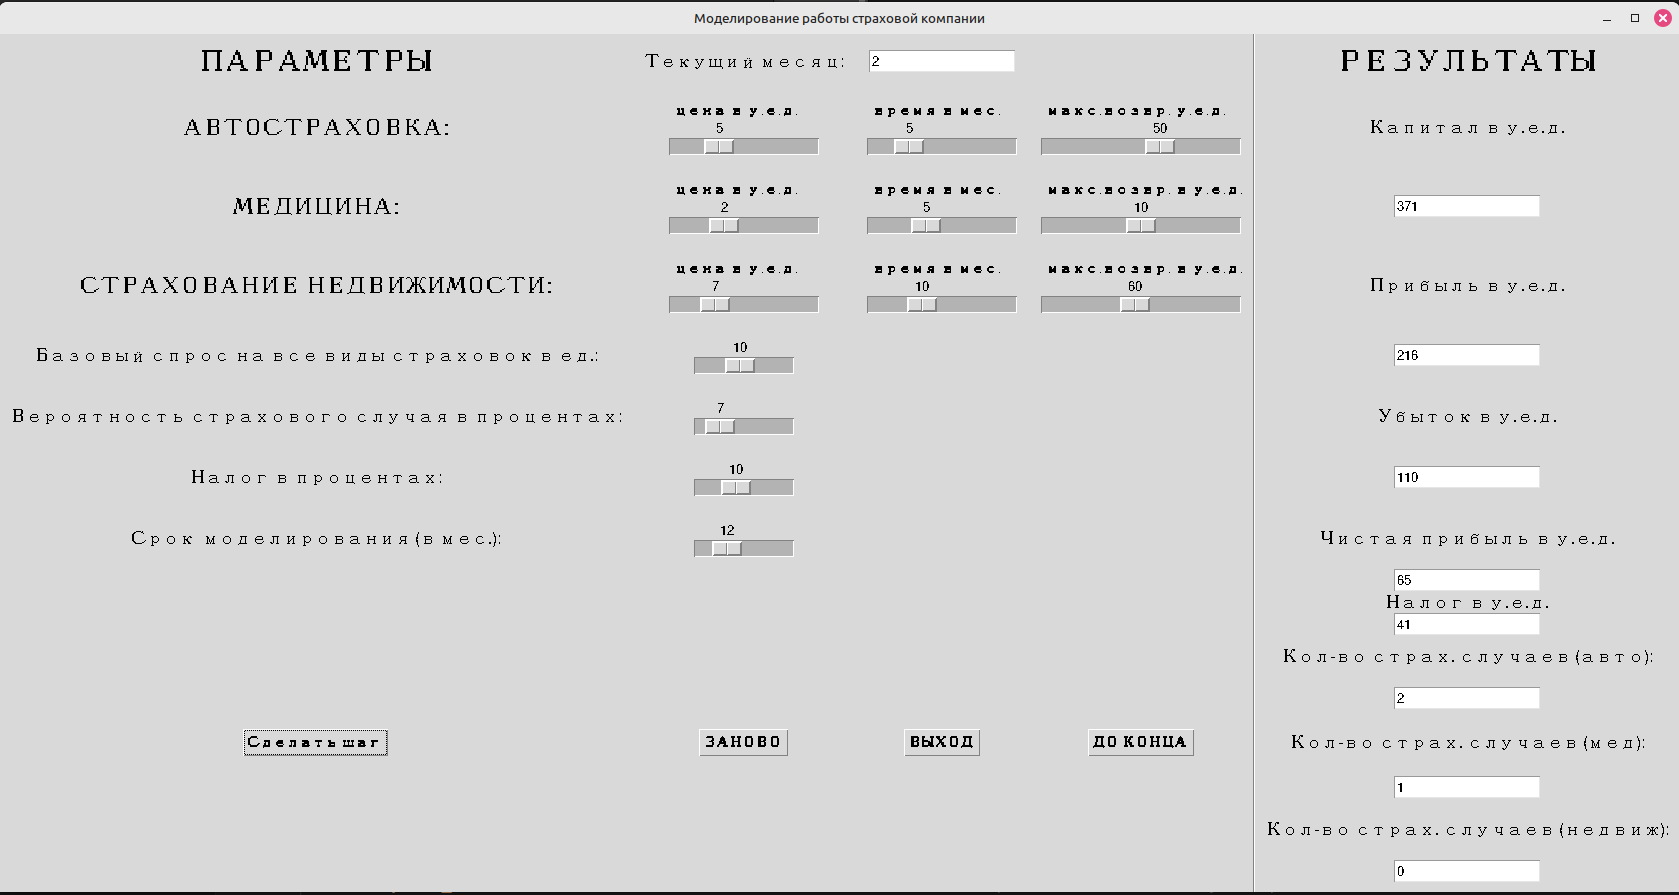 Моделирование работы страховой компании
ПАРАМЕТРЫ
Текущий месяц: 2
РЕЗУЛЬТАТЫ
АВТОСТРАХОВКА:
цена в у.е.д. время в мес. макс.возвр.у.е.д.
5 5 50
Капитал в у.е.д.
371
МЕДИЦИНА:
цена в у.е.д. время в мес. макс.возвр. в у.е.д.
2 5 10
СТРАХОВАНИЕ НЕДВИЖИМОСТИ:
цена в у.е.д. время в мес. макс.возвр. в у.е.д.
7 10 60
Прибыль в у.е.д.
216
Базовый спрос на все виды страховок в ед.:
10
Вероятность страхового случая в процентах:
7
Убыток в у.е.д.
110
Налог в процентах:
10
Срок моделирования (в мес.):
12
Чистая прибыль в у.е.д.
65
Налог в у.е.д.
41
Кол-во страх. случаев (авто):
2
Сделать шаг ЗАНОВО ВЫХОД ДО КОНЦА
Кол-во страх. случаев (мед):
1
Кол-во страх. случаев (недвиж):
0